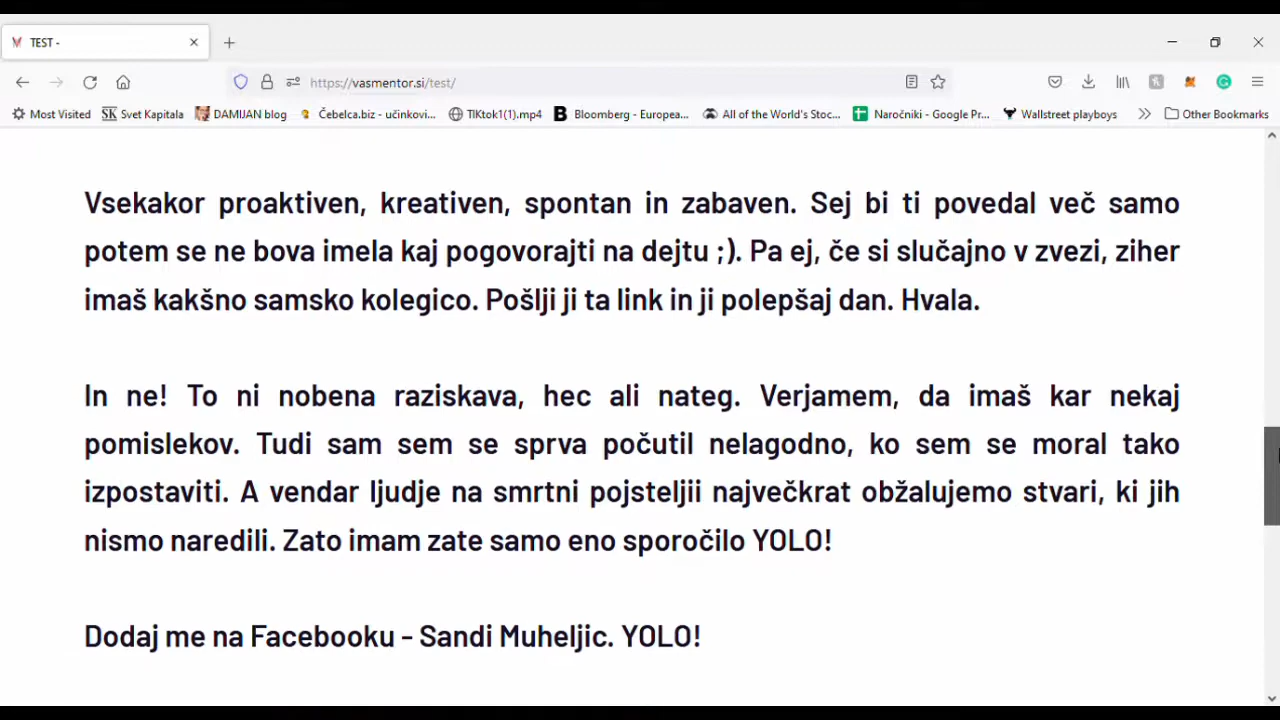 TEST -
https://vasmentor.si/test/
Most Visited SK Svet Kapitala DAMIJAN blog Čebelca.biz - učinkovi... TIKtok1(1).mp4 B Bloomberg - Europea... All of the World's Stoc... Naročniki - Google Pr... Wallstreet playboys Other Bookmarks
Vsekakor proaktiven, kreativen, spontan in zabaven. Sej bi ti povedal več samo
potem se ne bova imela kaj pogovorajti na dejtu ;). Pa ej, če si slučajno v zvezi, ziher
imaš kakšno samsko kolegico. Pošlji ji ta link in ji polepšaj dan. Hvala.
In ne! To ni nobena raziskava, hec ali nateg. Verjamem, da imaš kar nekaj
pomislekov. Tudi sam sem se sprva počutil nelagodno, ko sem se moral tako
izpostaviti. A vendar ljudje na smrtni pojsteljii največkrat obžalujemo stvari, ki jih
nismo naredili. Zato imam zate samo eno sporočilo YOLO!
Dodaj me na Facebooku - Sandi Muheljic. YOLO!